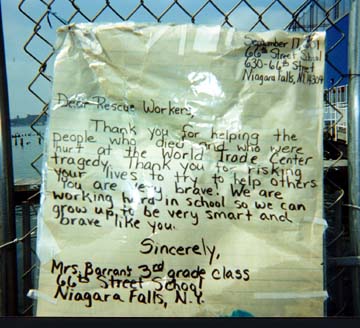 September 17, 2001
66th Street School
630-66th Street
Niagara Falls, NY 14304
Dear Rescue Workers,
Thank you for helping the
people who died and who were
hurt at the World Trade Center
tragedy. Thank you for risking
your lives to try to help others.
You are very brave! We are
working hard in school so we can
grow up to be very smart and
brave like you.
Sincerely,
Mrs. Barrant 3rd grade class
66th Street School
Niagara Falls, N.Y.